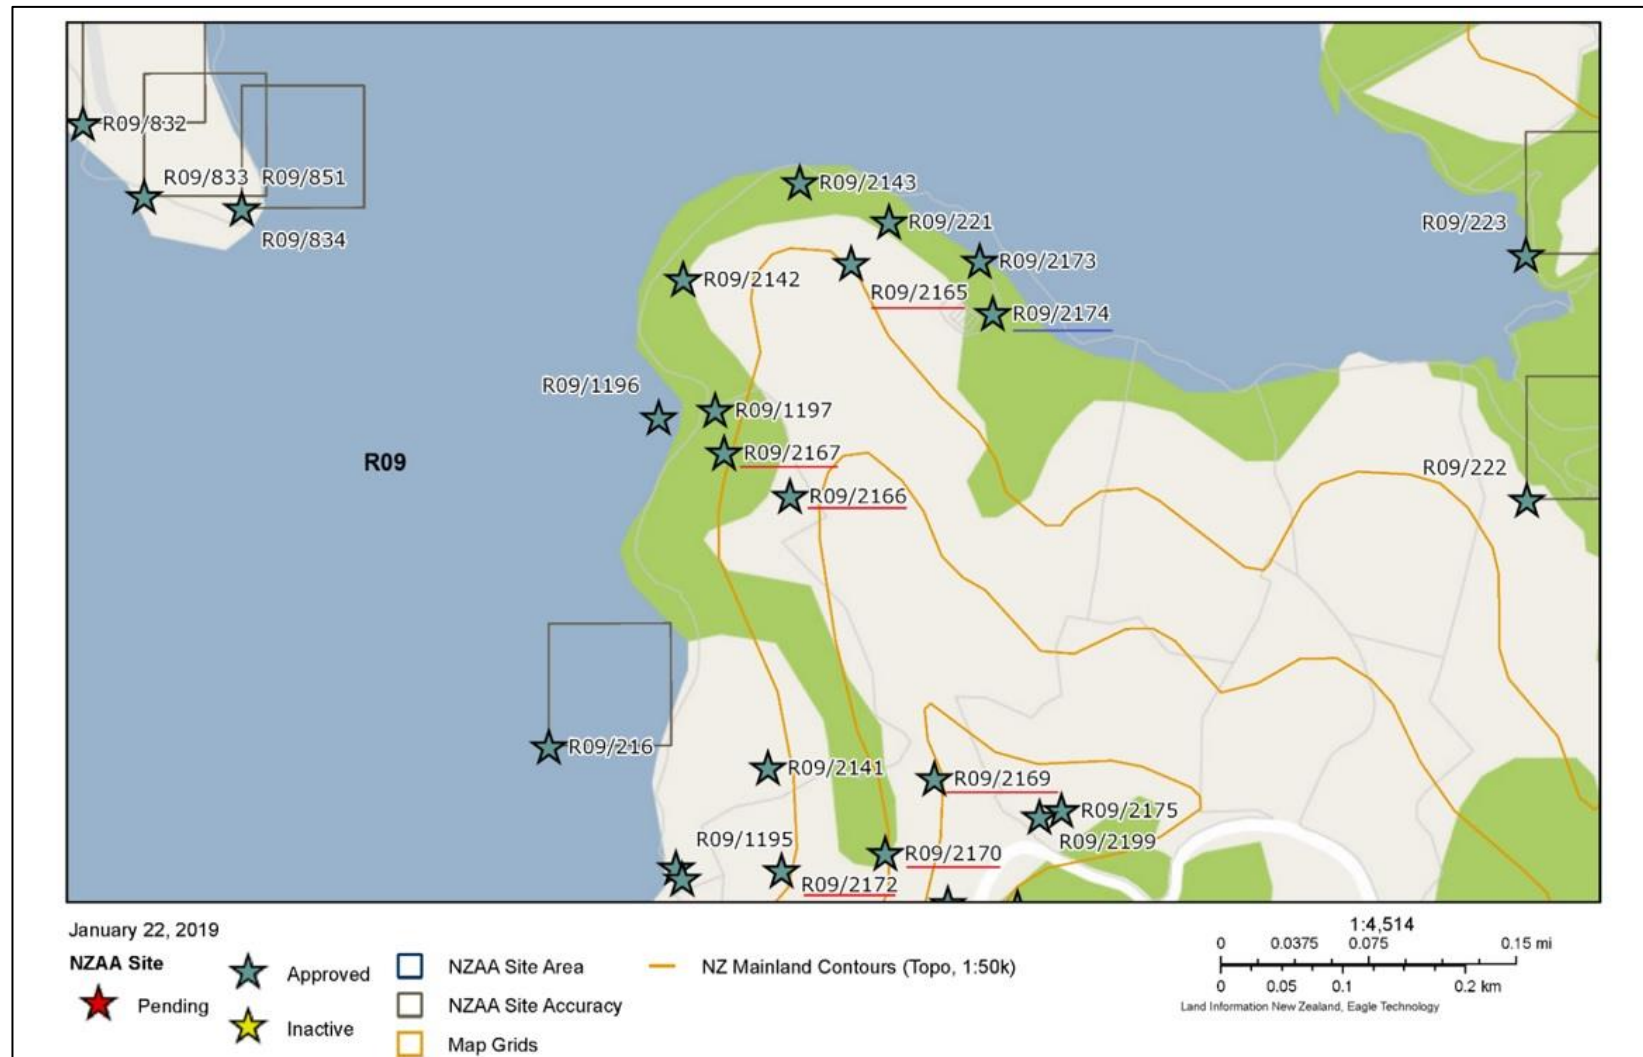 R09/832
R09/833
R09/851
R09/834
R09/2143
R09/221
R09/223
R09/2173
R09/2142
R09/2165
R09/2174
R09/1196
R09/1197
R09/2167
R09
R09/222
R09/2166
R09/216
R09/2141
R09/2169
R09/2175
R09/1195
R09/2199
R09/2170
R09/2172
January 22, 2019
NZAA Site
Pending
Approved
Inactive
NZAA Site Area
NZAA Site Accuracy
Map Grids
NZ Mainland Contours (Topo, 1:50k)
1:4,514
0 0.0375 0.075 0.15 mi
0 0.05 0.1 0.2 km
Land Information New Zealand, Eagle Technology